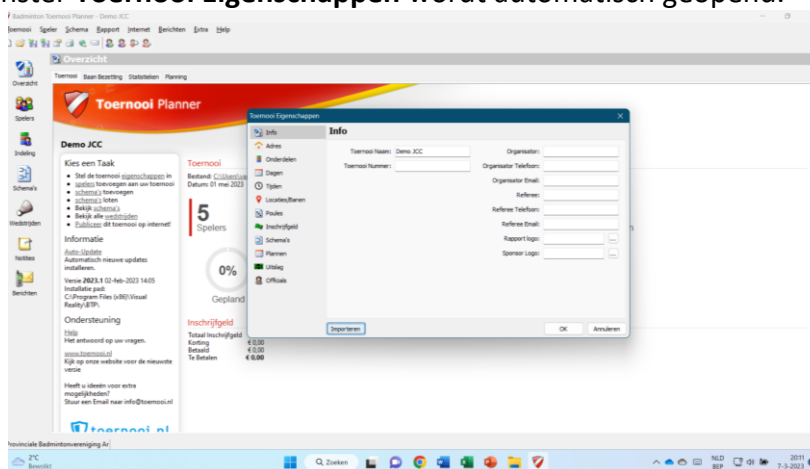 nster Toernooi Eigenschappen wordt automatisch geopend.
Badminton Toernooi Planner - Demo JCC
Toernooi Speler Schema Rapport Internet Berichten Extra Help
Overzicht
Toernooi Baan Bezetting Statistieken Planning
Overzicht
Spelers
Indeling
Schema's
Wedstrijden
Notities
Berichten
Toernooi Planner
Demo JCC
Kies een Taak
Stel de toernooi eigenschappen in
spelers toevoegen aan uw toernooi
schema's toevoegen
schema's loten
Bekijk schema's
Bekijk alle wedstrijden
Publiceer dit toernooi op internet!
Informatie
Auto-Update
Automatisch nieuwe updates
installeren.
Versie 2023.1 02-feb-2023 14:05
Installatie pad:
C:\Program Files (x86)\Visual
Reality\BTP\
Ondersteuning
Help
Het antwoord op uw vragen.
www.toernooi.nl
Kijk op onze website voor de nieuwste
versie
Heeft u ideeën voor extra
mogelijkheden?
Stuur een Email naar info@toernooi.nl
toernooi.nl
Toernooi
Bestand: C:\Users\
Datum: 01 mei 2023
5
Spelers
0%
Gepland
Inschrijfgeld
Totaal Inschrijfgeld
Korting € 0,00
Betaald € 0,00
Te Betalen € 0,00
Toernooi Eigenschappen
Info
Adres
Onderdelen
Dagen
Tijden
Locaties/Banen
Poules
Inschrijfgeld
Schema's
Plannen
Uitslag
Officials
Info
Toernooi Naam: Demo JCC
Toernooi Nummer:
Organisator:
Organisator Telefoon:
Organisator Email:
Referee:
Referee Telefoon:
Referee Email:
Rapport logo: ...
Sponsor Logo: ...
Importeren OK Annuleren
Provinciale Badmintonvereniging Ar
2°C
Bewolkt
Zoeken
NLD
BEP
20:11
7-3-2023